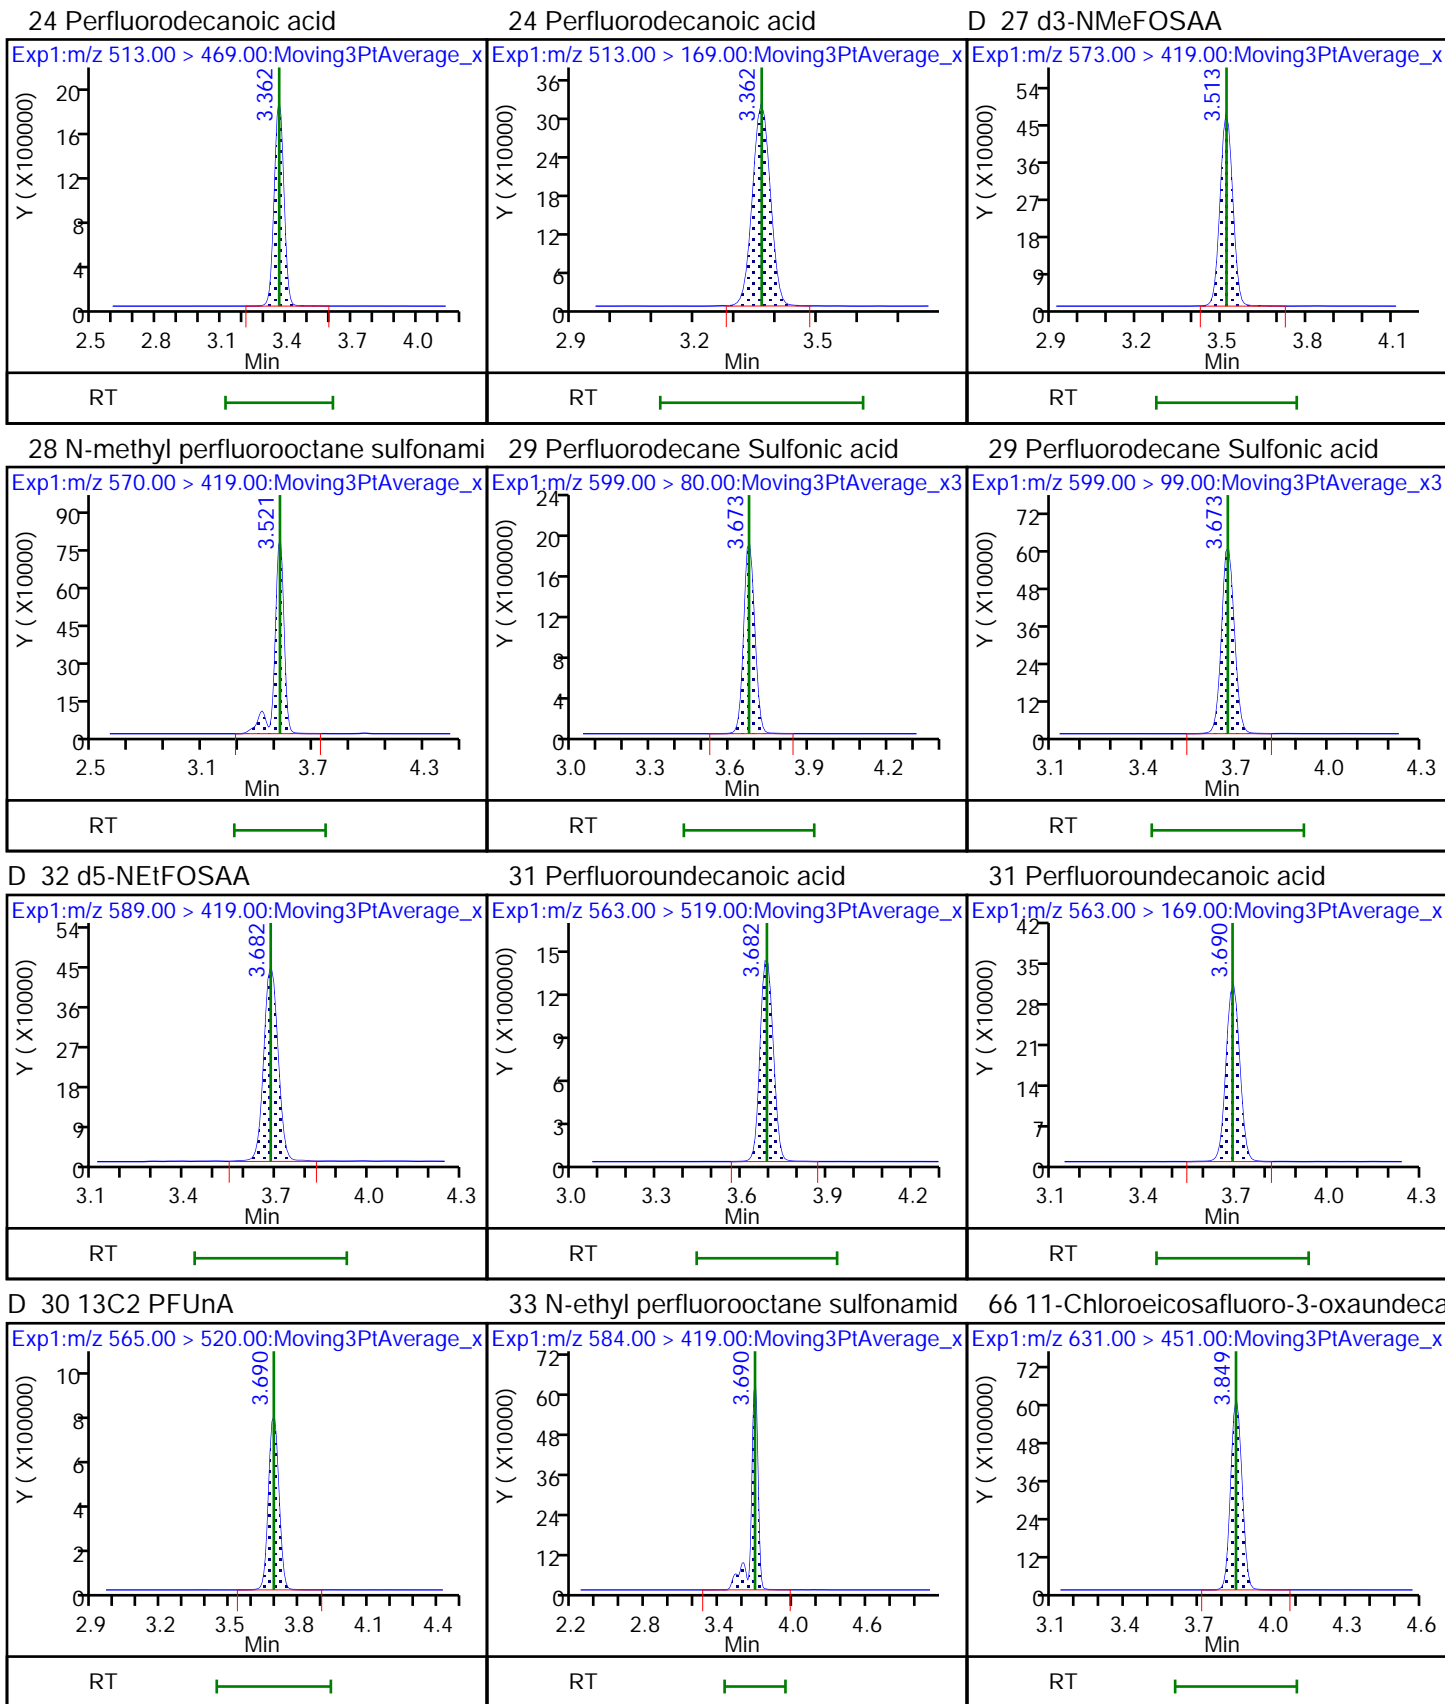 24 Perfluorodecanoic acid
Exp1:m/z 513.00 > 469.00:Moving3PtAverage_x
3.362
Y ( X100000)
20
16
12
8
4
0
2.5 2.8 3.1 3.4 3.7 4.0
Min
RT
24 Perfluorodecanoic acid
Exp1:m/z 513.00 > 169.00:Moving3PtAverage_x
3.362
Y ( X10000)
36
30
24
18
12
6
0
2.9 3.2 3.5
Min
RT
D 27 d3-NMeFOSAA
Exp1:m/z 573.00 > 419.00:Moving3PtAverage_x
3.513
Y ( X10000)
54
45
36
27
18
9
0
2.9 3.2 3.5 3.8 4.1
Min
RT
28 N-methyl perfluorooctane sulfonami
Exp1:m/z 570.00 > 419.00:Moving3PtAverage_x
3.521
Y ( X10000)
90
75
60
45
30
15
0
2.5 3.1 3.7 4.3
Min
RT
29 Perfluorodecane Sulfonic acid
Exp1:m/z 599.00 > 80.00:Moving3PtAverage_x3
3.673
Y ( X100000)
24
20
16
12
8
4
0
3.0 3.3 3.6 3.9 4.2
Min
RT
29 Perfluorodecane Sulfonic acid
Exp1:m/z 599.00 > 99.00:Moving3PtAverage_x3
3.673
Y ( X10000)
72
60
48
36
24
12
0
3.1 3.4 3.7 4.0 4.3
Min
RT
D 32 d5-NEtFOSAA
Exp1:m/z 589.00 > 419.00:Moving3PtAverage_x
3.682
Y ( X10000)
54
45
36
27
18
9
0
3.1 3.4 3.7 4.0 4.3
Min
RT
31 Perfluoroundecanoic acid
Exp1:m/z 563.00 > 519.00:Moving3PtAverage_x
3.682
Y ( X100000)
15
12
9
6
3
0
3.0 3.3 3.6 3.9 4.2
Min
RT
31 Perfluoroundecanoic acid
Exp1:m/z 563.00 > 169.00:Moving3PtAverage_x
3.690
Y ( X10000)
42
35
28
21
14
7
0
3.1 3.4 3.7 4.0 4.3
Min
RT
D 30 13C2 PFUnA
Exp1:m/z 565.00 > 520.00:Moving3PtAverage_x
3.690
Y ( X100000)
10
8
6
4
2
0
2.9 3.2 3.5 3.8 4.1 4.4
Min
RT
33 N-ethyl perfluorooctane sulfonamid
Exp1:m/z 584.00 > 419.00:Moving3PtAverage_x
3.690
Y ( X10000)
72
60
48
36
24
12
0
2.2 2.8 3.4 4.0 4.6
Min
RT
66 11-Chloroeicosafluoro-3-oxaundeca
Exp1:m/z 631.00 > 451.00:Moving3PtAverage_x
3.849
Y ( X100000)
72
60
48
36
24
12
0
3.1 3.4 3.7 4.0 4.3 4.6
Min
RT